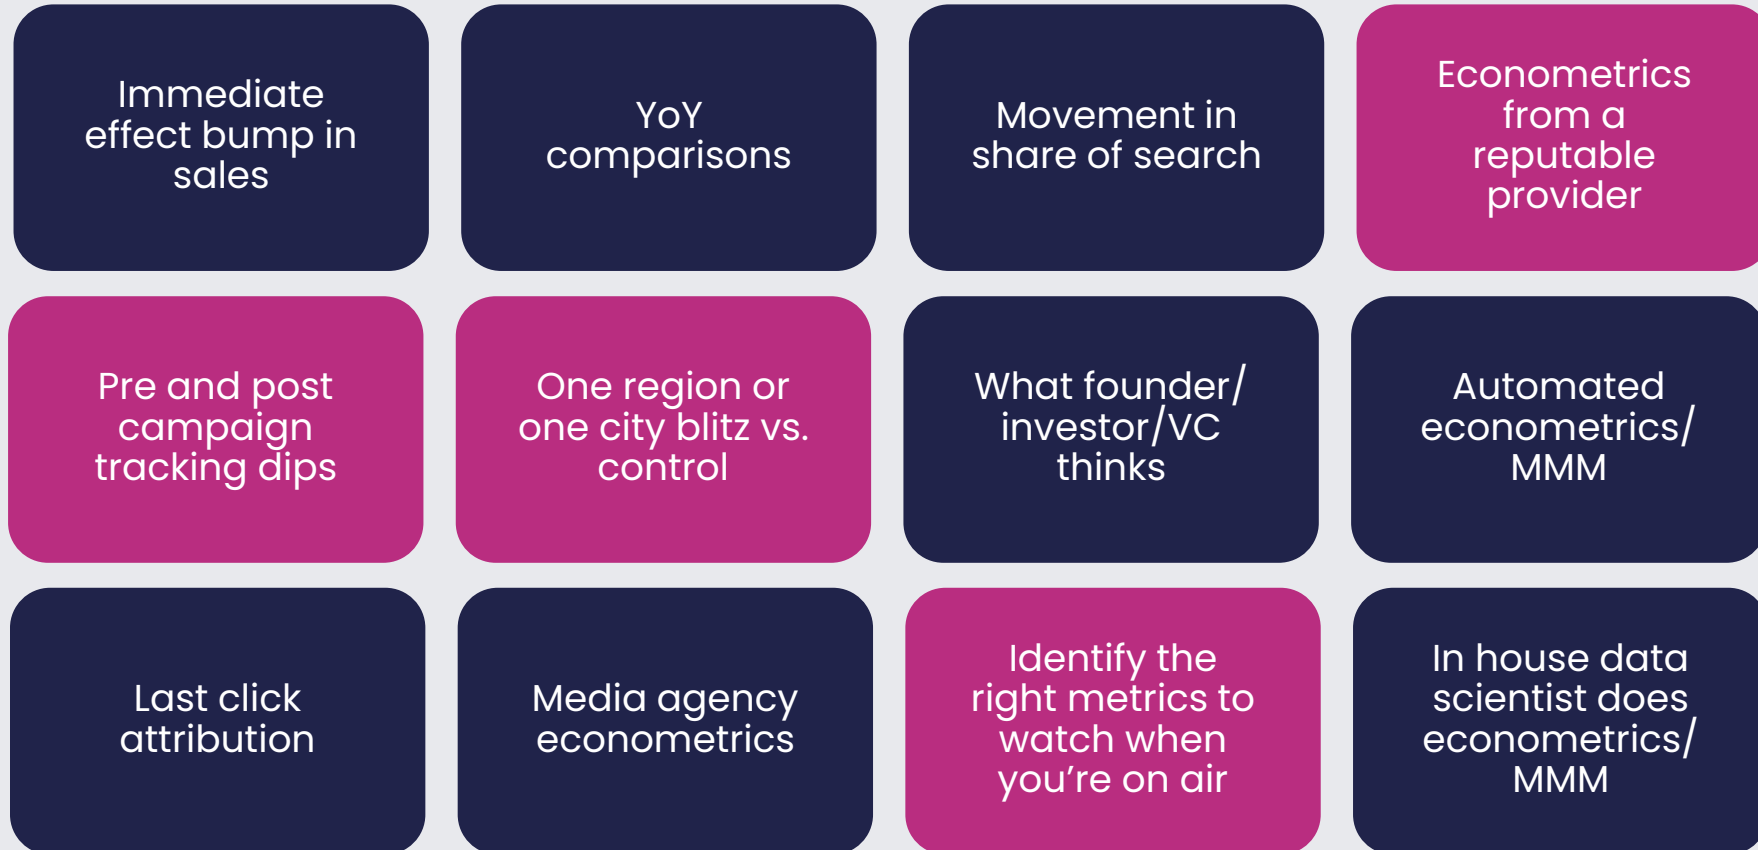 Immediate
effect bump in
sales
YoY
comparisons
Movement in
share of search
Econometrics
from a
reputable
provider
Pre and post
campaign
tracking dips
One region or
one city blitz vs.
control
What founder/
investor/VC
thinks
Automated
econometrics/
MMM
Last click
attribution
Media agency
econometrics
Identify the
right metrics to
watch when
you’re on air
In house data
scientist does
econometrics/
MMM